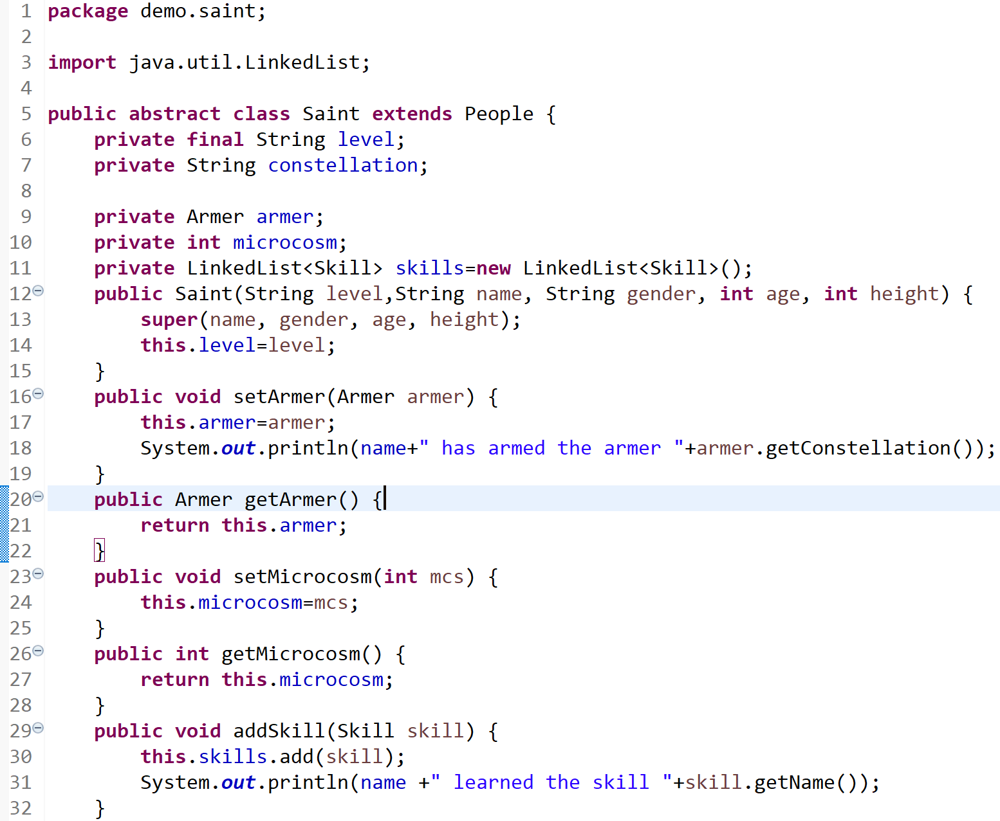 1 package demo.saint;
2
3 import java.util.LinkedList;
4
5 public abstract class Saint extends People {
6     private final String level;
7     private String constellation;
8
9     private Armer armer;
10     private int microcosm;
11     private LinkedList<Skill> skills=new LinkedList<Skill>();
12     public Saint(String level,String name, String gender, int age, int height) {
13         super(name, gender, age, height);
14         this.level=level;
15     }
16     public void setArmer(Armer armer) {
17         this.armer=armer;
18         System.out.println(name+" has armed the armer "+armer.getConstellation());
19     }
20     public Armer getArmer() {
21         return this.armer;
22     }
23     public void setMicrocosm(int mcs) {
24         this.microcosm=mcs;
25     }
26     public int getMicrocosm() {
27         return this.microcosm;
28     }
29     public void addSkill(Skill skill) {
30         this.skills.add(skill);
31         System.out.println(name +" learned the skill "+skill.getName());
32     }